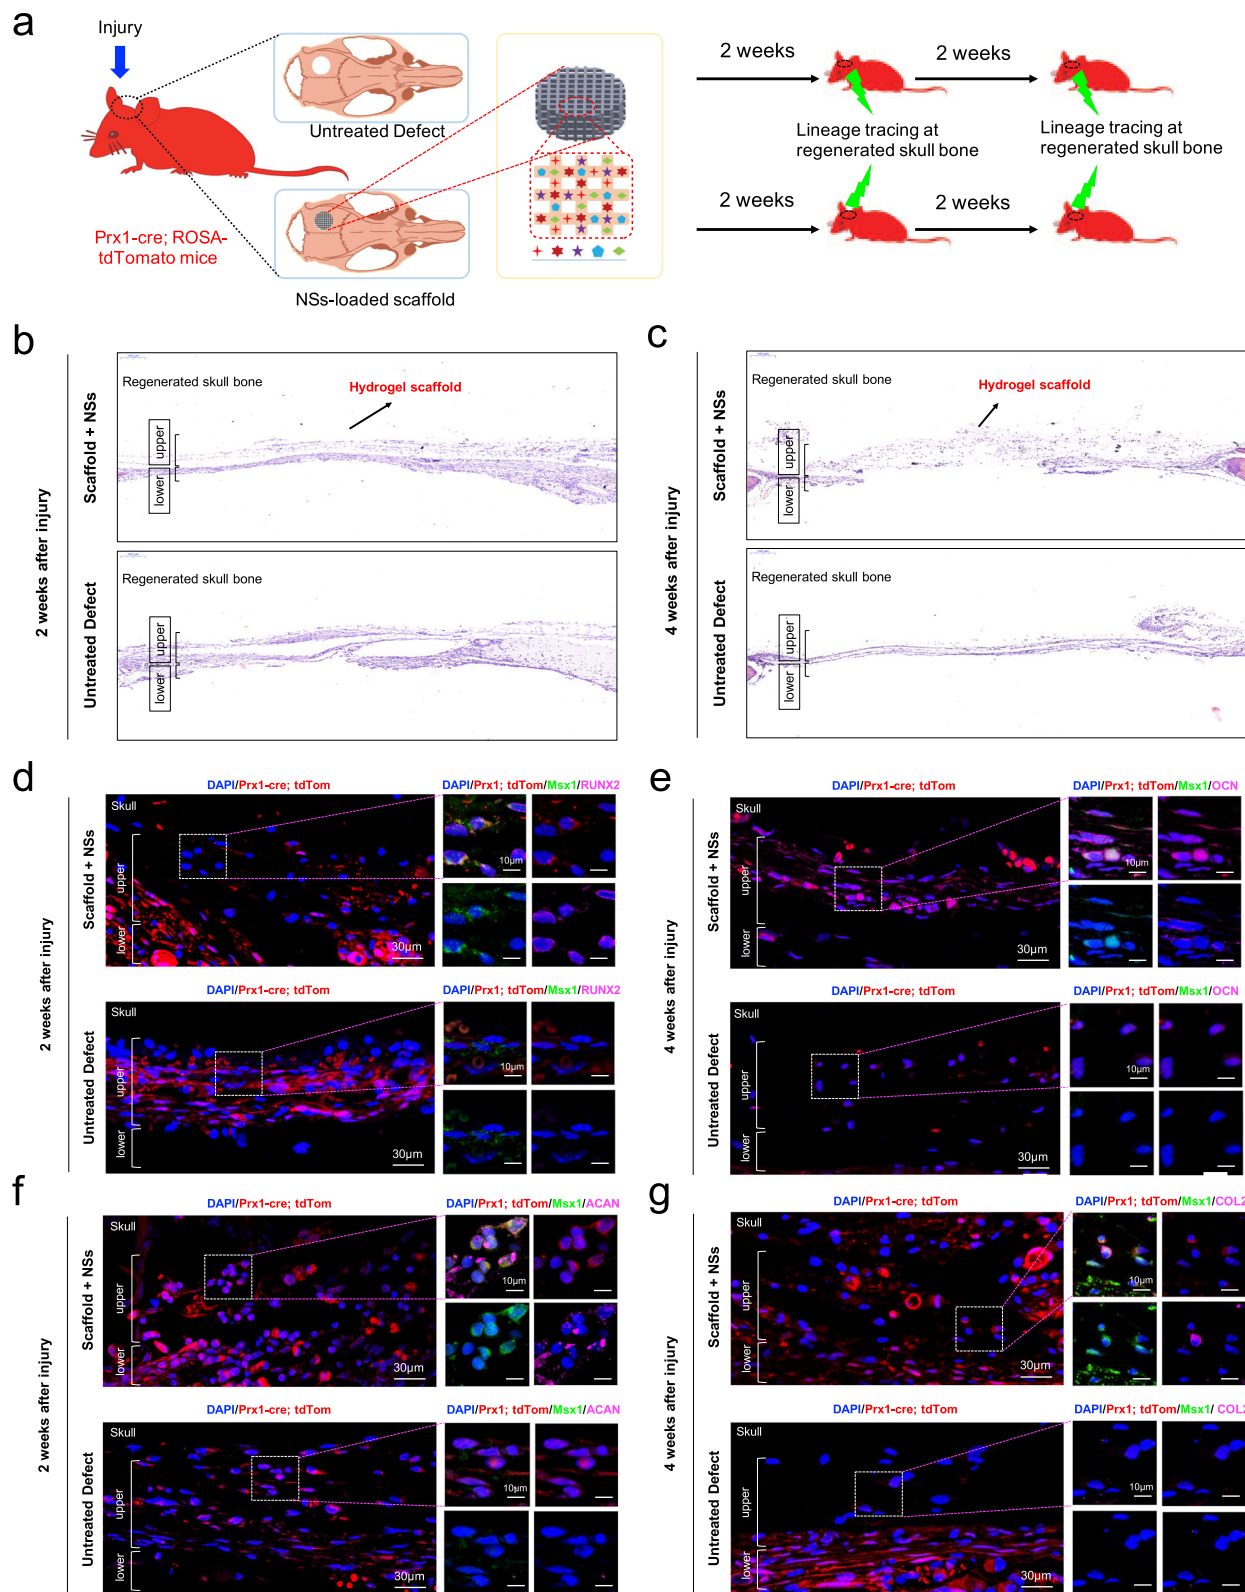 a
Injury
Untreated Defect
Prx1-cre; ROSA-
tdTomato mice
NSs-loaded scaffold
2 weeks
2 weeks
Lineage tracing at
regenerated skull bone
Lineage tracing at
regenerated skull bone
2 weeks
2 weeks
b
2 weeks after injury
Scaffold + NSs
Regenerated skull bone
Hydrogel scaffold
upper
lower
Untreated Defect
Regenerated skull bone
upper
lower
c
4 weeks after injury
Scaffold + NSs
Regenerated skull bone
Hydrogel scaffold
upper
lower
Untreated Defect
Regenerated skull bone
upper
lower
d
2 weeks after injury
Scaffold + NSs
DAPI/Prx1-cre; tdTom
DAPI/Prx1; tdTom/Msx1/RUNX2
Skull
upper
lower
30μm
10μm
Untreated Defect
DAPI/Prx1-cre; tdTom
DAPI/Prx1; tdTom/Msx1/RUNX2
Skull
upper
lower
30μm
10μm
e
4 weeks after injury
Scaffold + NSs
DAPI/Prx1-cre; tdTom
DAPI/Prx1; tdTom/Msx1/OCN
Skull
upper
lower
30μm
10μm
Untreated Defect
DAPI/Prx1-cre; tdTom
DAPI/Prx1; tdTom/Msx1/OCN
Skull
upper
lower
30μm
10μm
f
2 weeks after injury
Scaffold + NSs
DAPI/Prx1-cre; tdTom
DAPI/Prx1; tdTom/Msx1/ACAN
Skull
upper
lower
30μm
10μm
Untreated Defect
DAPI/Prx1-cre; tdTom
DAPI/Prx1; tdTom/Msx1/ACAN
Skull
upper
lower
30μm
10μm
g
4 weeks after injury
Scaffold + NSs
DAPI/Prx1-cre; tdTom
DAPI/Prx1; tdTom/Msx1/COL2
Skull
upper
lower
30μm
10μm
Untreated Defect
DAPI/Prx1-cre; tdTom
DAPI/Prx1; tdTom/Msx1/ COL2
Skull
upper
lower
30μm
10μm